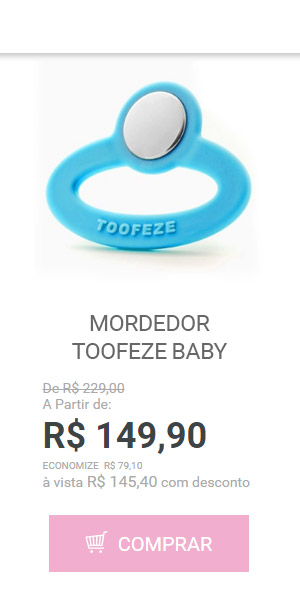 TOOFEZE
MORDEDOR
TOOFEZE BABY
De R$ 229,00
A Partir de:
R$ 149,90
ECONOMIZE R$ 79,10
à vista R$ 145,40 com desconto
COMPRAR